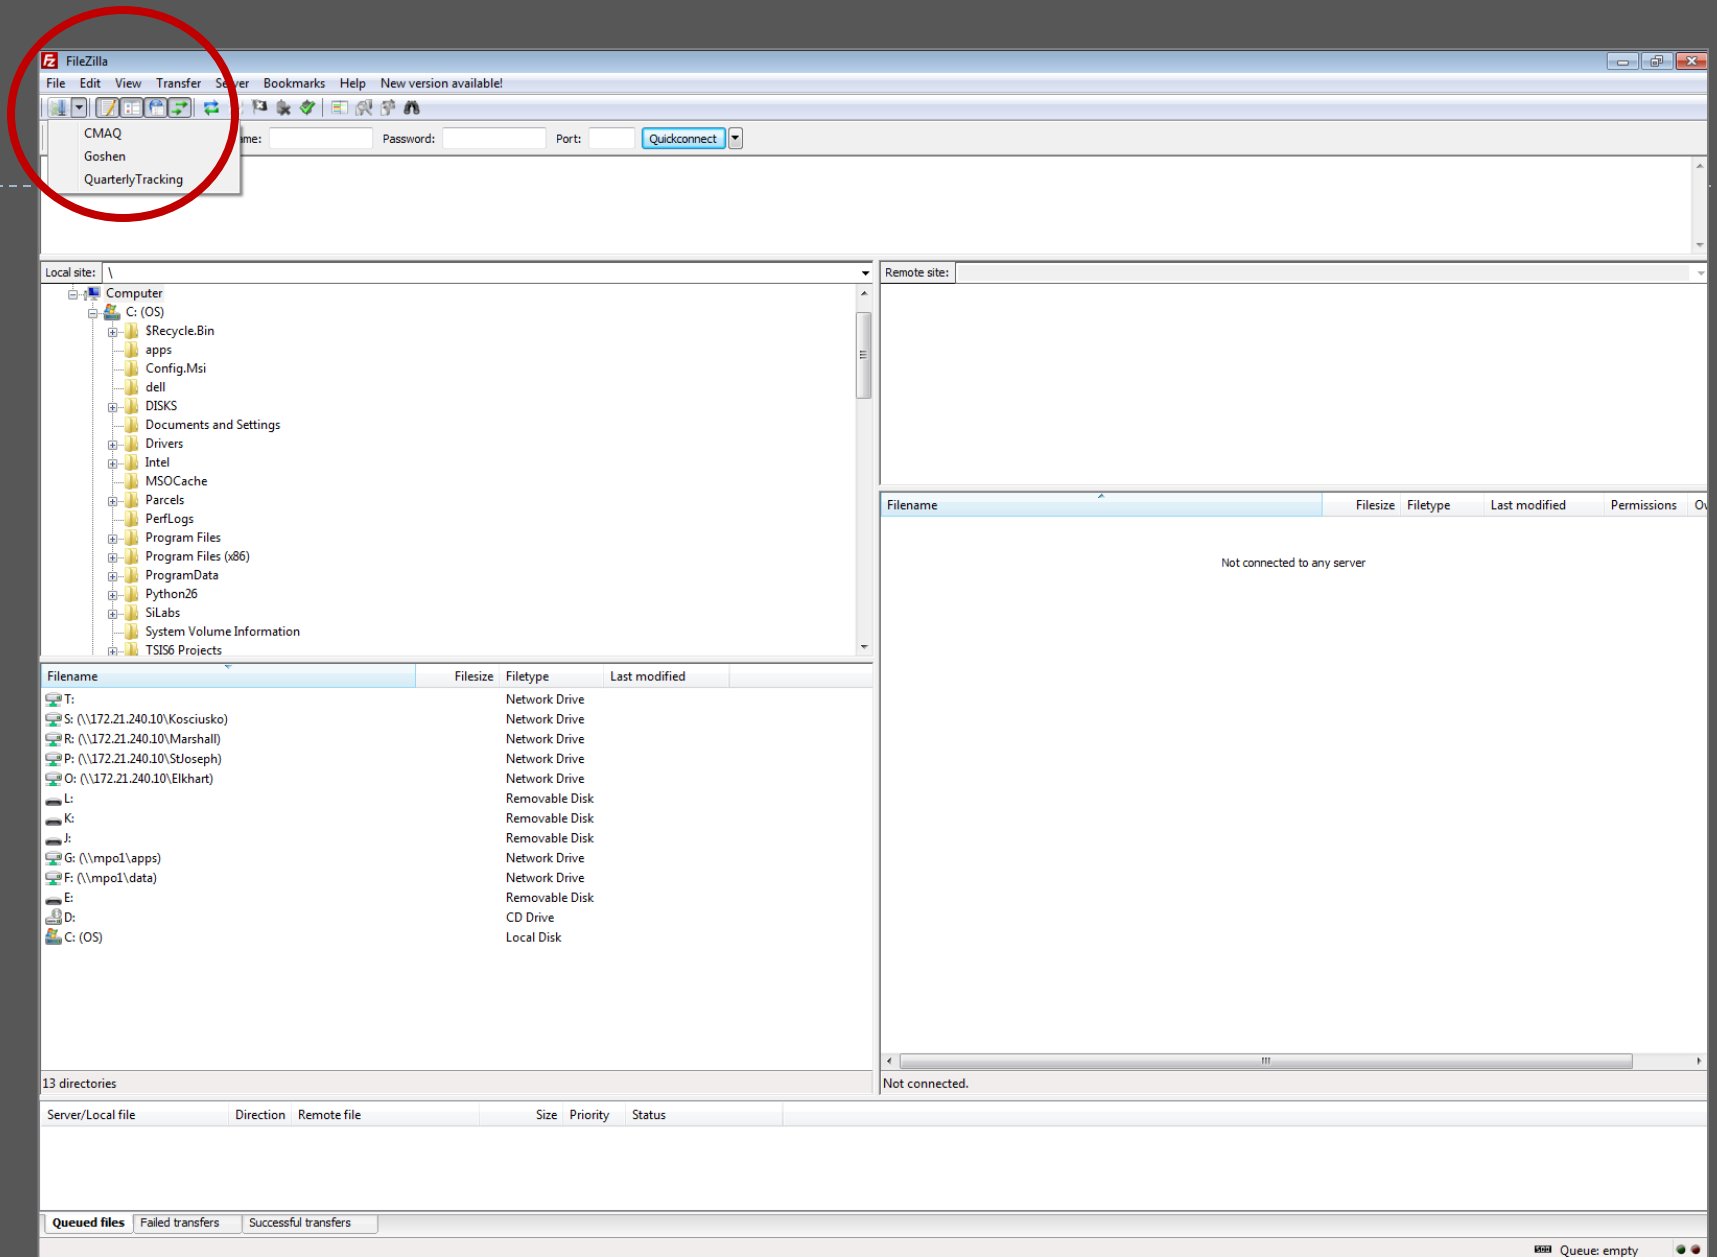 FileZilla
File Edit View Transfer Server Bookmarks Help New version available!
CMAQ
Goshen
QuarterlyTracking
ame: Password: Port: Quickconnect
Local site: \
Remote site:
Computer
C: (OS)
$Recycle.Bin
apps
Config.Msi
dell
DISKS
Documents and Settings
Drivers
Intel
MSOCache
Parcels
PerfLogs
Program Files
Program Files (x86)
ProgramData
Python26
SiLabs
System Volume Information
TSIS6 Projects
Filename Filesize Filetype Last modified Permissions Ow
Not connected to any server
Filename Filesize Filetype Last modified
T: Network Drive
S: (\\172.21.240.10\Kosciusko) Network Drive
R: (\\172.21.240.10\Marshall) Network Drive
P: (\\172.21.240.10\StJoseph) Network Drive
O: (\\172.21.240.10\Elkhart) Network Drive
L: Removable Disk
K: Removable Disk
J: Removable Disk
G: (\\mpo1\apps) Network Drive
F: (\\mpo1\data) Network Drive
E: Removable Disk
D: CD Drive
C: (OS) Local Disk
13 directories
Not connected.
Server/Local file Direction Remote file Size Priority Status
Queued files Failed transfers Successful transfers
Queue: empty